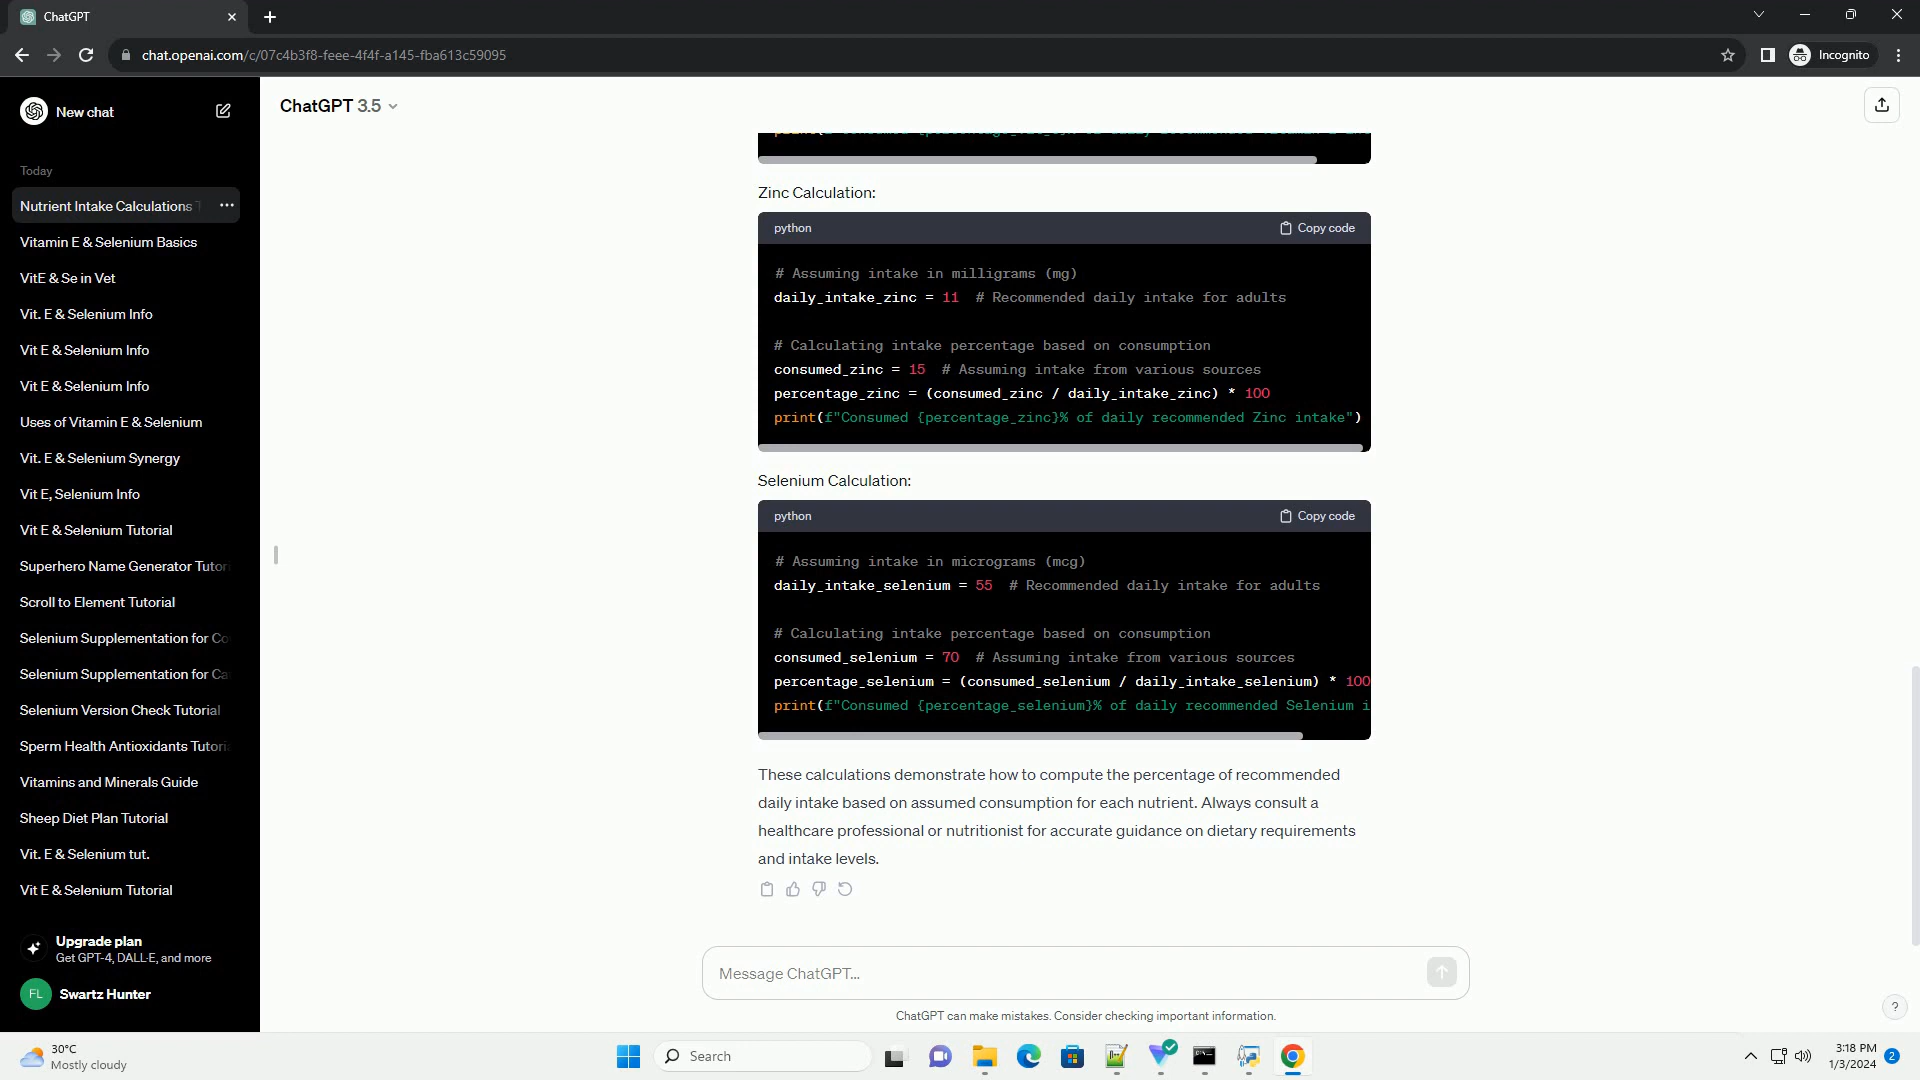 ChatGPT
chat.openai.com/c/07c4b3f8-feee-4f4f-a145-fba613c59095
Incognito
New chat
ChatGPT 3.5
Today
Nutrient Intake Calculations
Vitamin E & Selenium Basics
VitE & Se in Vet
Vit. E & Selenium Info
Vit E & Selenium Info
Vit E & Selenium Info
Uses of Vitamin E & Selenium
Vit. E & Selenium Synergy
Vit E, Selenium Info
Vit E & Selenium Tutorial
Superhero Name Generator Tutor
Scroll to Element Tutorial
Selenium Supplementation for Co
Selenium Supplementation for Ca
Selenium Version Check Tutorial
Sperm Health Antioxidants Tutori
Vitamins and Minerals Guide
Sheep Diet Plan Tutorial
Vit. E & Selenium tut.
Vit E & Selenium Tutorial
Upgrade plan
Get GPT-4, DALL·E, and more
FL
Swartz Hunter
Zinc Calculation:
python
Copy code
# Assuming intake in milligrams (mg)
daily_intake_zinc = 11  # Recommended daily intake for adults
# Calculating intake percentage based on consumption
consumed_zinc = 15  # Assuming intake from various sources
percentage_zinc = (consumed_zinc / daily_intake_zinc) * 100
print(f"Consumed {percentage_zinc}% of daily recommended Zinc intake")
Selenium Calculation:
python
Copy code
# Assuming intake in micrograms (mcg)
daily_intake_selenium = 55  # Recommended daily intake for adults
# Calculating intake percentage based on consumption
consumed_selenium = 70  # Assuming intake from various sources
percentage_selenium = (consumed_selenium / daily_intake_selenium) * 100
print(f"Consumed {percentage_selenium}% of daily recommended Selenium i
These calculations demonstrate how to compute the percentage of recommended
daily intake based on assumed consumption for each nutrient. Always consult a
healthcare professional or nutritionist for accurate guidance on dietary requirements
and intake levels.
Message ChatGPT...
ChatGPT can make mistakes. Consider checking important information.
?
30°C
Mostly cloudy
Search
3:18 PM
1/3/2024
2